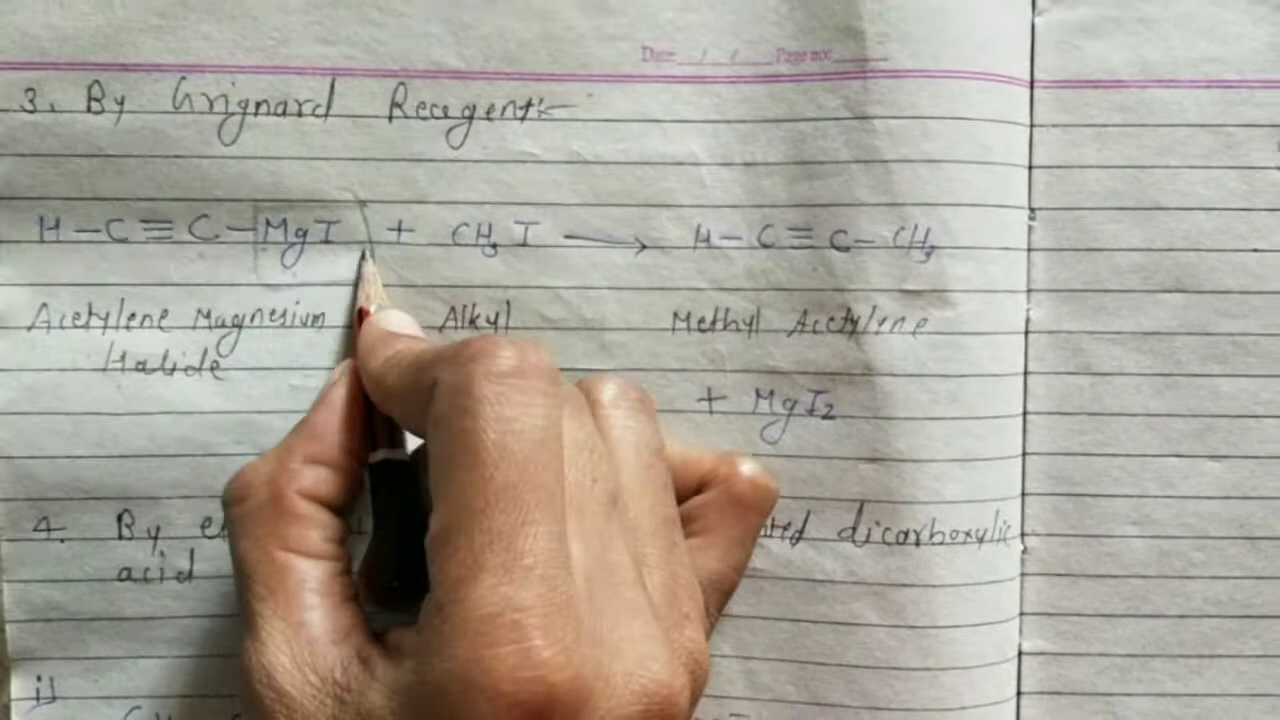 Date / / Page no:
3. By Grignard Reagent:-
H-C≡C-MgI + CH3I ⟶ H-C≡C-CH3
Acetylene Magnesium Alkyl Methyl Acetylene
Halide
+ MgI2
4. By dicarboxylic
acid
i)